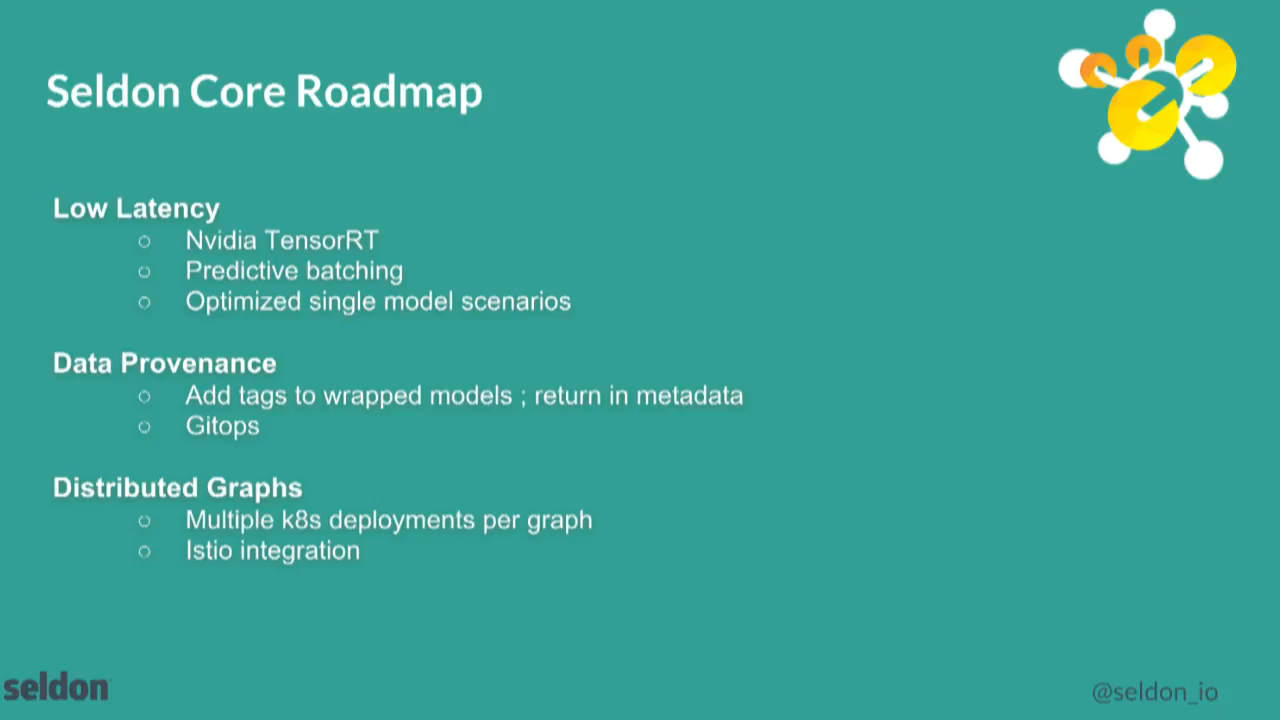 Seldon Core Roadmap
Low Latency
Nvidia TensorRT
Predictive batching
Optimized single model scenarios
Data Provenance
Add tags to wrapped models ; return in metadata
Gitops
Distributed Graphs
Multiple k8s deployments per graph
Istio integration
seldon
@seldon_io